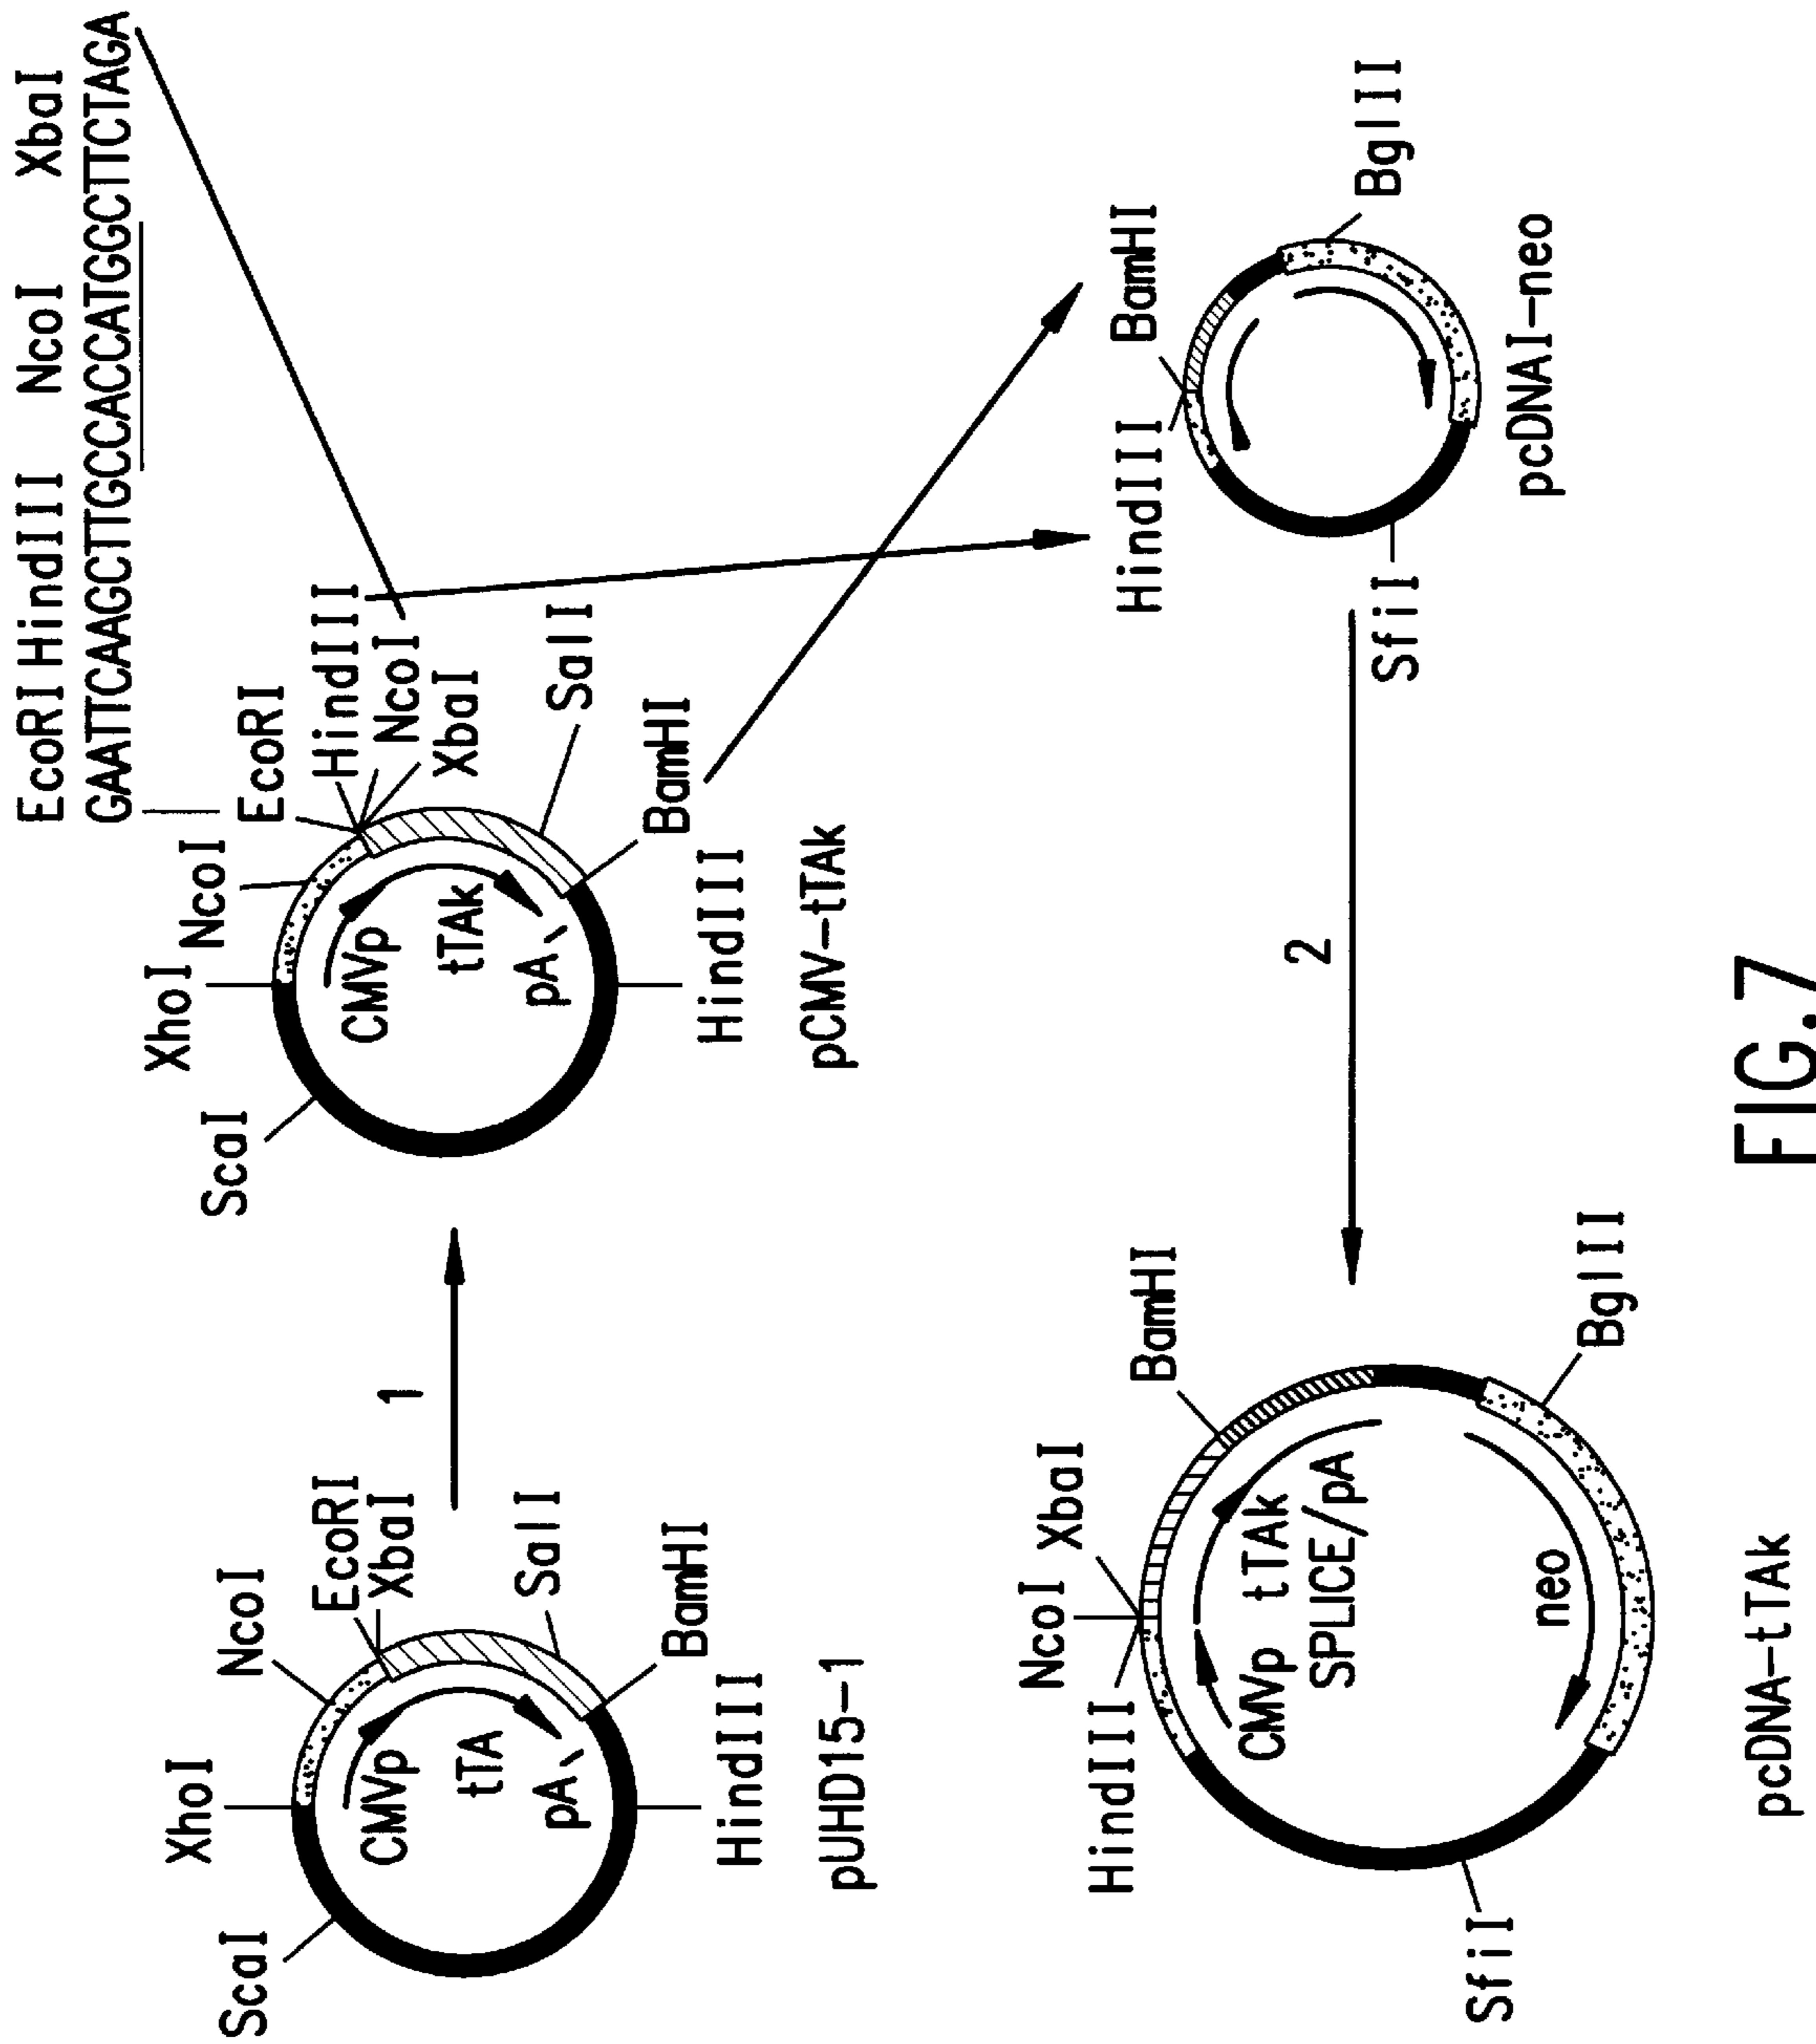 EcoRI HindIII NcoI XbaI
GAATTCAAGCTTGCCACCATGGCTTCTAGA
ScaI
XhoI
NcoI
EcoRI
XbaI
SalI
BamHI
HindIII
CMVp
tTA
pA
pUHD15-1
1
ScaI
XhoI
NcoI
EcoRI
HindIII
NcoI
XbaI
SalI
BamHI
HindIII
CMVp
tTAk
pA
pCMV-tTAk
HindIII
NcoI
XbaI
BamHI
BglII
SfiI
CMVp tTAk
SPLICE/pA
neo
pcDNA-tTAk
2
HindIII
BamHI
BglII
SfiI
pcDNAI-neo
FIG.7